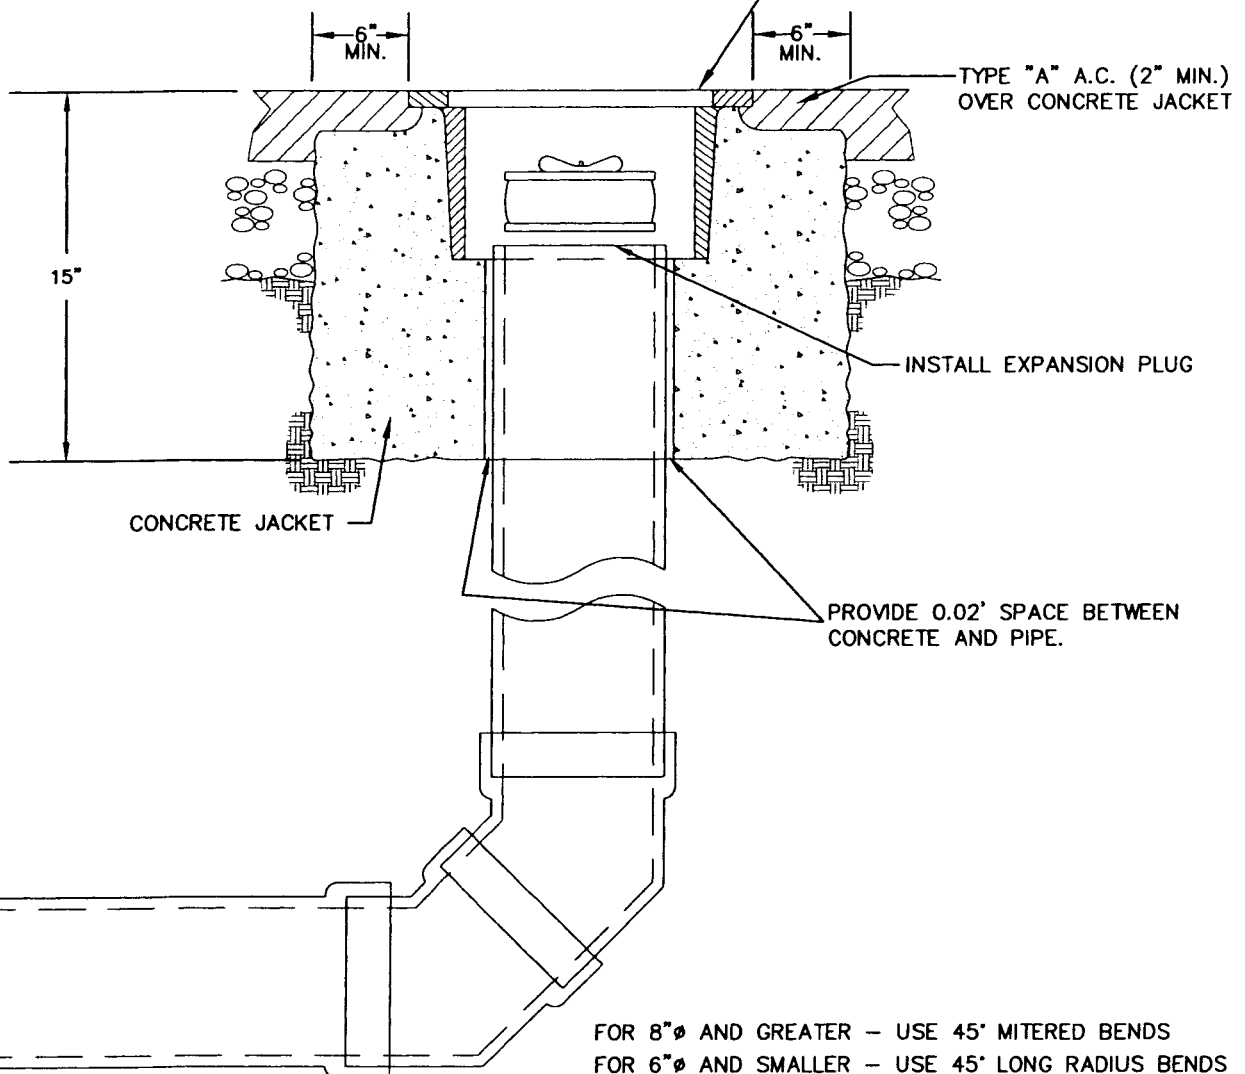 6"
MIN.
6"
MIN.
TYPE "A" A.C. (2" MIN.)
OVER CONCRETE JACKET
15"
INSTALL EXPANSION PLUG
CONCRETE JACKET
PROVIDE 0.02' SPACE BETWEEN
CONCRETE AND PIPE.
FOR 8"ø AND GREATER – USE 45° MITERED BENDS
FOR 6"ø AND SMALLER – USE 45° LONG RADIUS BENDS